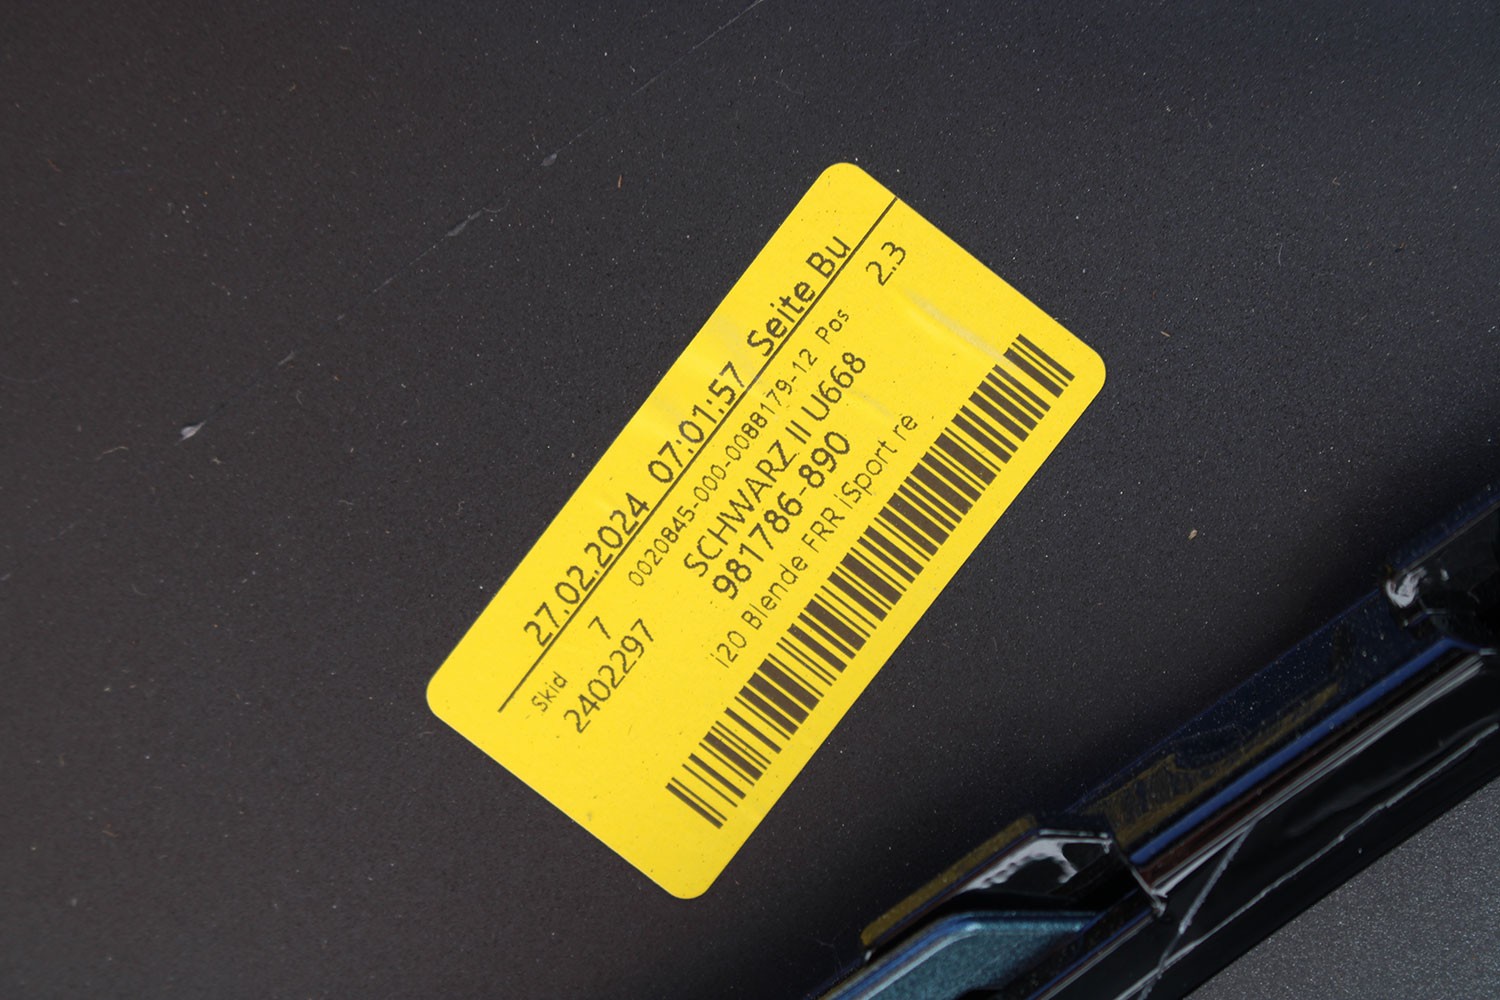 27.02.2024 07:01:57 Seite Bu
Skid 7 0020845-000-0088179-12 Pos 2.3
2402297 SCHWARZ II U668
981786-890
i20 Blende FRR iSport re